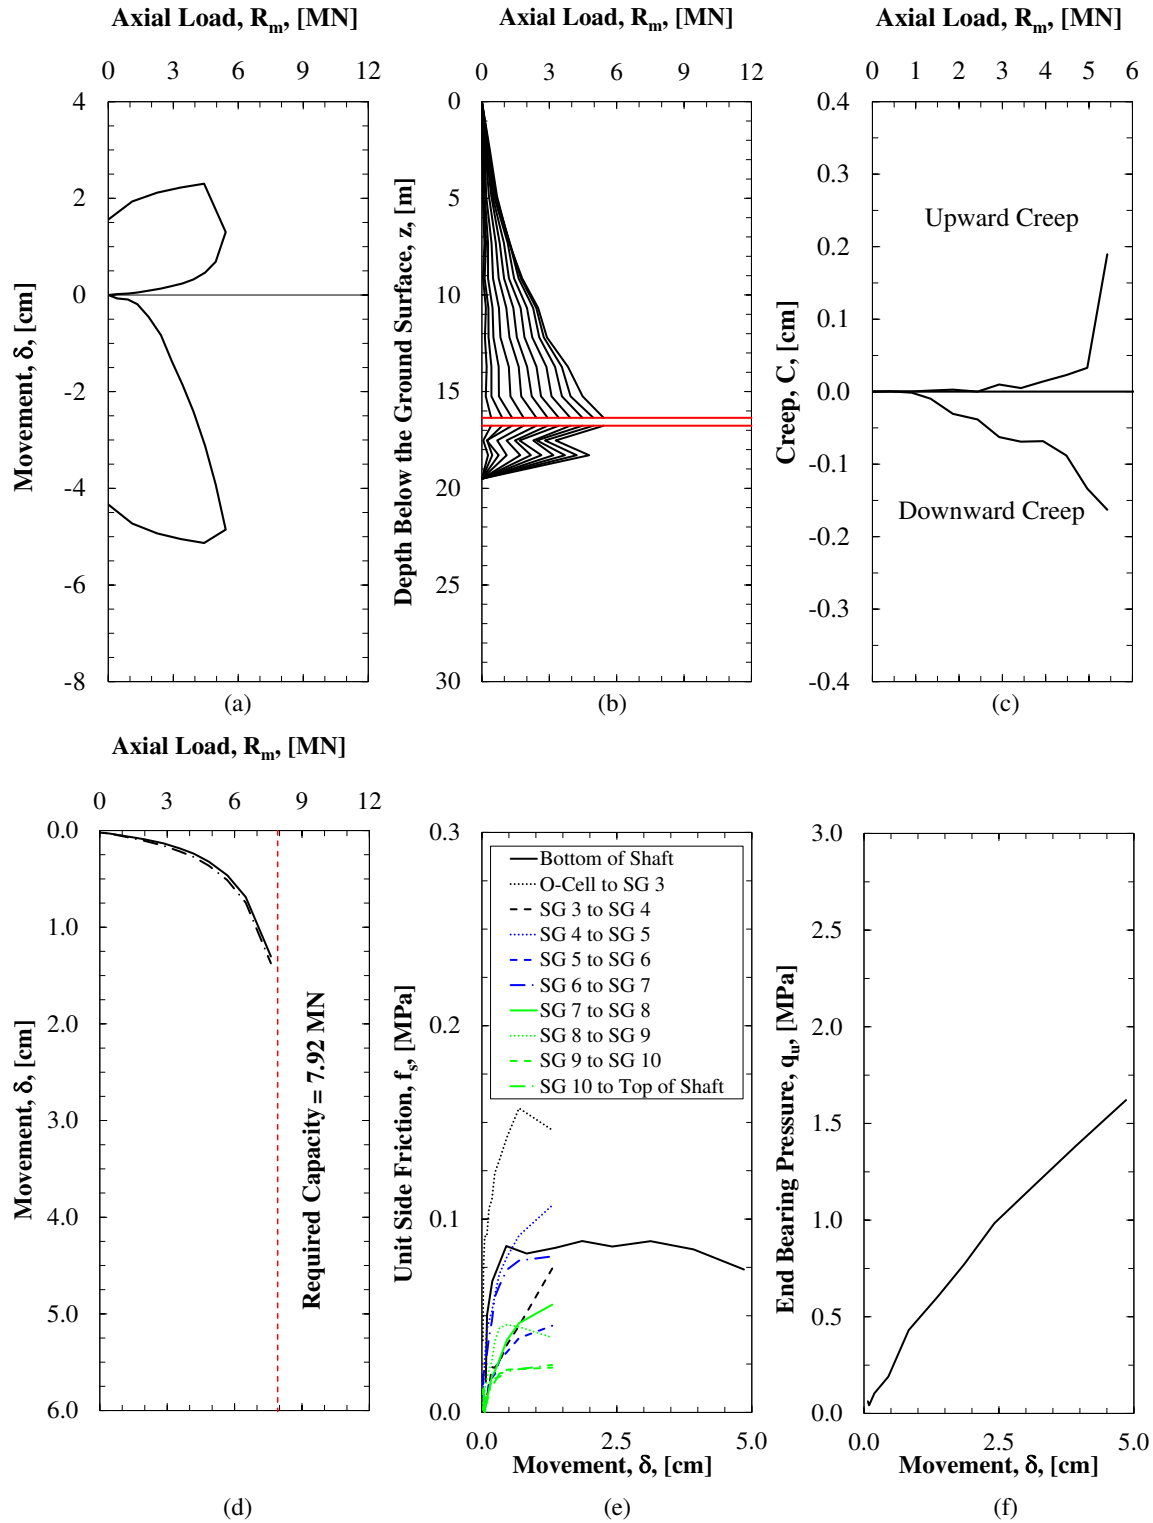 Axial Load, Rm, [MN]
Axial Load, Rm, [MN]
Axial Load, Rm, [MN]
0 3 6 9 12
0 3 6 9 12
0 1 2 3 4 5 6
4
2
0
-2
-4
-6
-8
Movement, δ, [cm]
(a)
0
5
10
15
20
25
30
Depth Below the Ground Surface, z, [m]
(b)
0.4
0.3
0.2
0.1
0.0
-0.1
-0.2
-0.3
-0.4
Creep, C, [cm]
Upward Creep
Downward Creep
(c)
Axial Load, Rm, [MN]
0 3 6 9 12
0.0
1.0
2.0
3.0
4.0
5.0
6.0
Movement, δ, [cm]
Required Capacity = 7.92 MN
(d)
0.3
0.2
0.1
0.0
Unit Side Friction, fs, [MPa]
Bottom of Shaft
O-Cell to SG 3
SG 3 to SG 4
SG 4 to SG 5
SG 5 to SG 6
SG 6 to SG 7
SG 7 to SG 8
SG 8 to SG 9
SG 9 to SG 10
SG 10 to Top of Shaft
0.0 2.5 5.0
Movement, δ, [cm]
(e)
3.0
2.5
2.0
1.5
1.0
0.5
0.0
End Bearing Pressure, qu, [MPa]
0.0 2.5 5.0
Movement, δ, [cm]
(f)